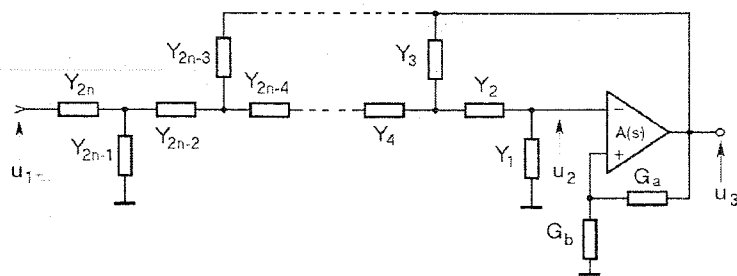 Y2n-3
Y3
Y2n
Y2n-4
Y2
Y2n-2
Y4
Y2n-1
Y1
u1
u2
A(s)
−
+
Ga
Gb
u3